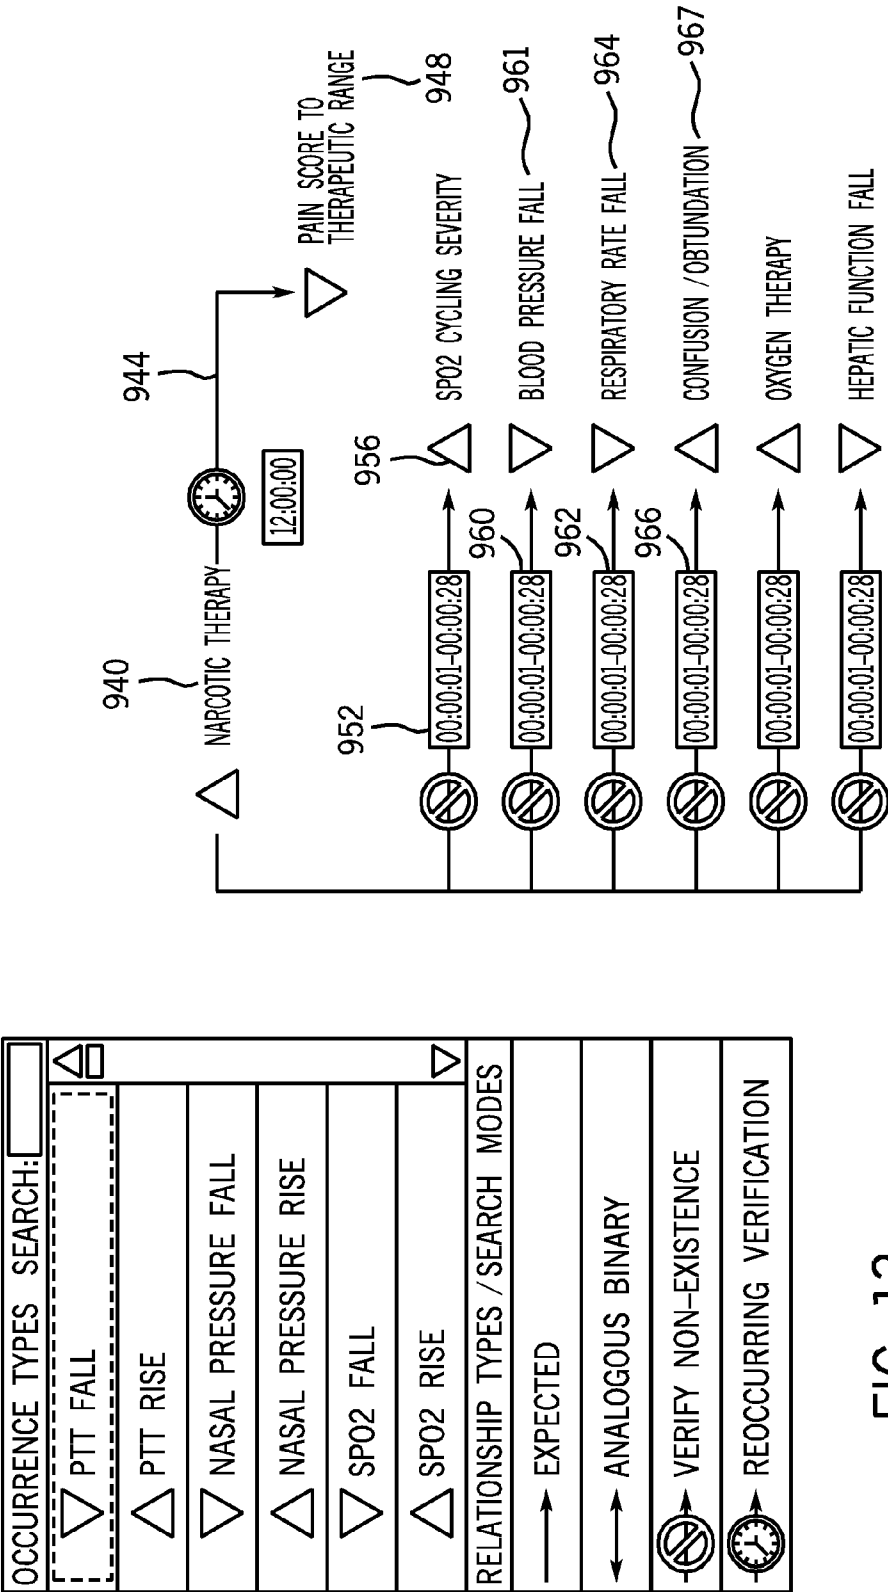 OCCURRENCE TYPES SEARCH:
PTT FALL
PTT RISE
NASAL PRESSURE FALL
NASAL PRESSURE RISE
SPO2 FALL
SPO2 RISE
RELATIONSHIP TYPES / SEARCH MODES
EXPECTED
ANALOGOUS BINARY
VERIFY NON-EXISTENCE
REOCCURRING VERIFICATION
940
944
NARCOTIC THERAPY
12:00:00
PAIN SCORE TO
THERAPEUTIC RANGE
948
952
956
00:00:01-00:00:28
SPO2 CYCLING SEVERITY
960
00:00:01-00:00:28
BLOOD PRESSURE FALL
961
962
00:00:01-00:00:28
RESPIRATORY RATE FALL
964
966
00:00:01-00:00:28
CONFUSION / OBTUNDATION
967
00:00:01-00:00:28
OXYGEN THERAPY
00:00:01-00:00:28
HEPATIC FUNCTION FALL